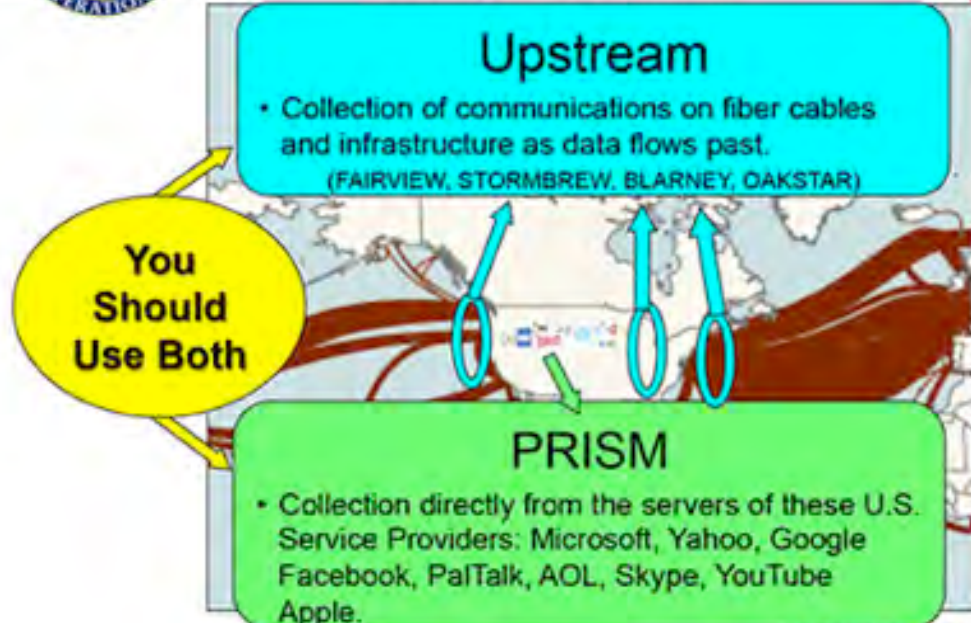 ERATION
Upstream
• Collection of communications on fiber cables
and infrastructure as data flows past.
(FAIRVIEW, STORMBREW, BLARNEY, OAKSTAR)
You
Should
Use Both
PRISM
• Collection directly from the servers of these U.S.
Service Providers: Microsoft, Yahoo, Google
Facebook, PalTalk, AOL, Skype, YouTube
Apple.